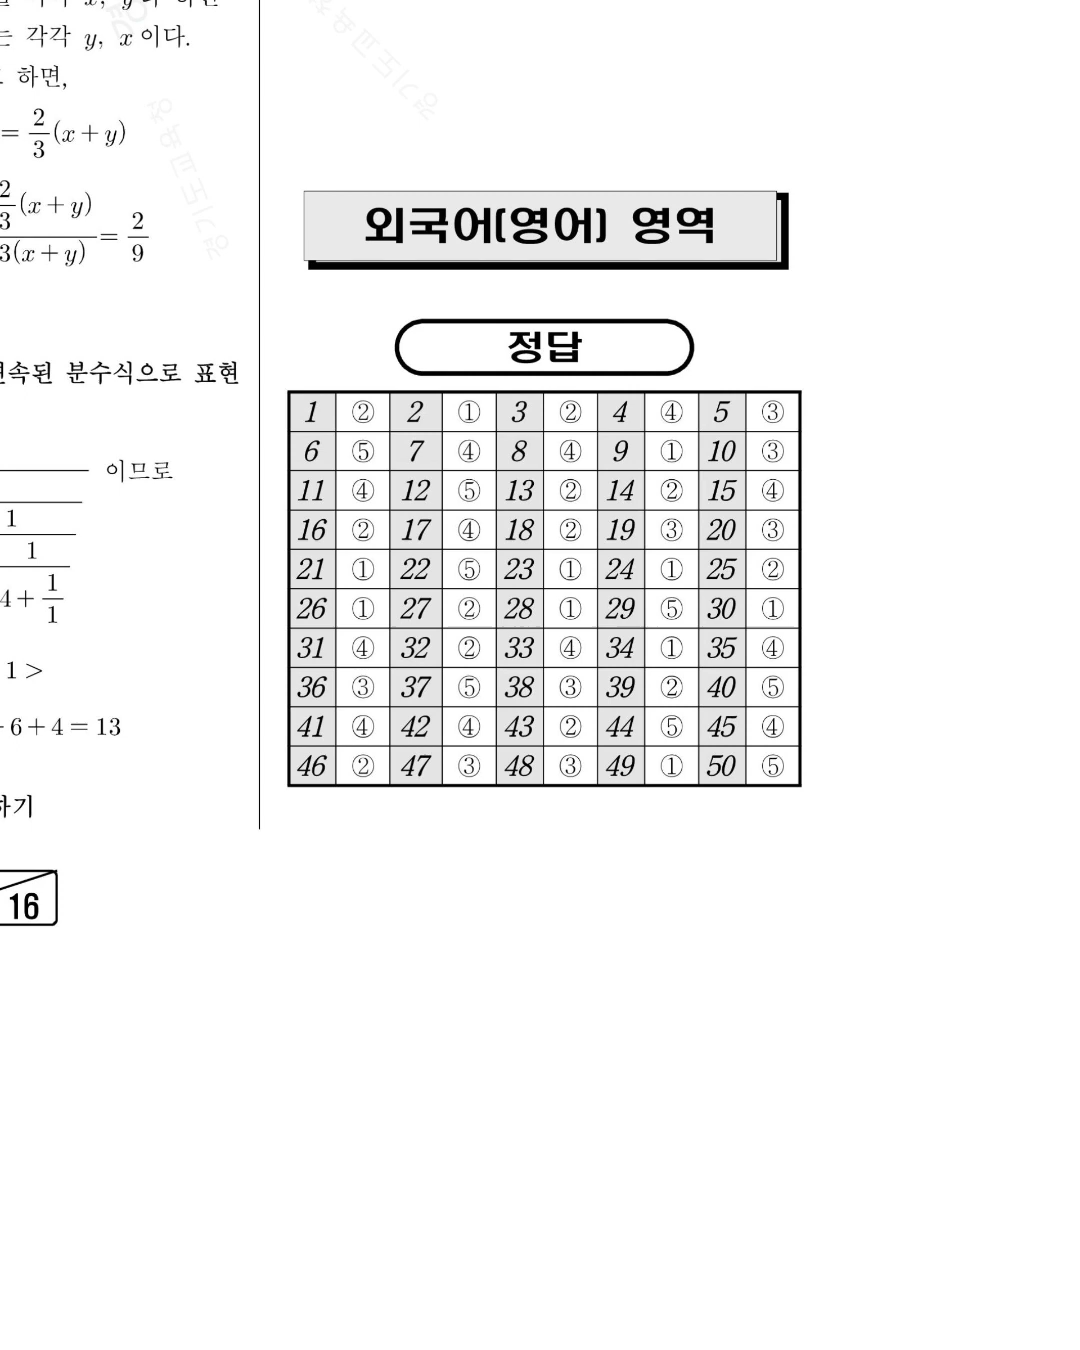 는 각각 y, x이다.
하면,
= 2/3 (x+y)
2/3 (x+y) / 3(x+y) = 2/9
연속된 분수식으로 표현
이므로
1
1
4 + 1/1
1 >
+6+4=13
하기
16
외국어(영어) 영역
정답
1 ② 2 ① 3 ② 4 ④ 5 ③
6 ⑤ 7 ④ 8 ④ 9 ① 10 ③
11 ④ 12 ⑤ 13 ② 14 ② 15 ④
16 ② 17 ④ 18 ② 19 ③ 20 ③
21 ① 22 ⑤ 23 ① 24 ① 25 ②
26 ① 27 ② 28 ① 29 ⑤ 30 ①
31 ④ 32 ② 33 ④ 34 ① 35 ④
36 ③ 37 ⑤ 38 ③ 39 ② 40 ⑤
41 ④ 42 ④ 43 ② 44 ⑤ 45 ④
46 ② 47 ③ 48 ③ 49 ① 50 ⑤